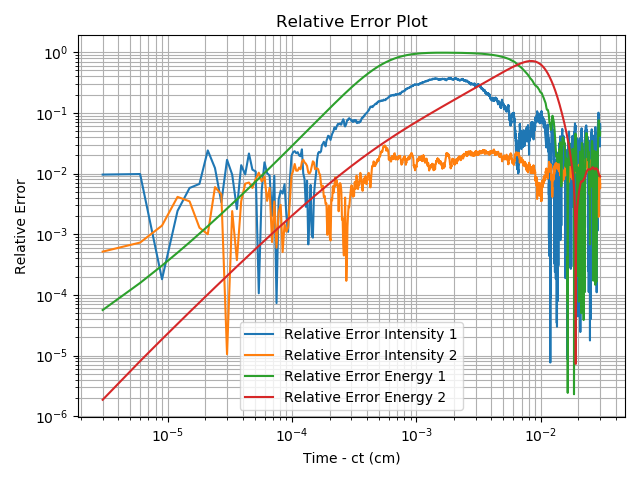 Relative Error Plot
Relative Error
10⁰
10⁻¹
10⁻²
10⁻³
10⁻⁴
10⁻⁵
10⁻⁶
Relative Error Intensity 1
Relative Error Intensity 2
Relative Error Energy 1
Relative Error Energy 2
10⁻⁵ 10⁻⁴ 10⁻³ 10⁻²
Time - ct (cm)